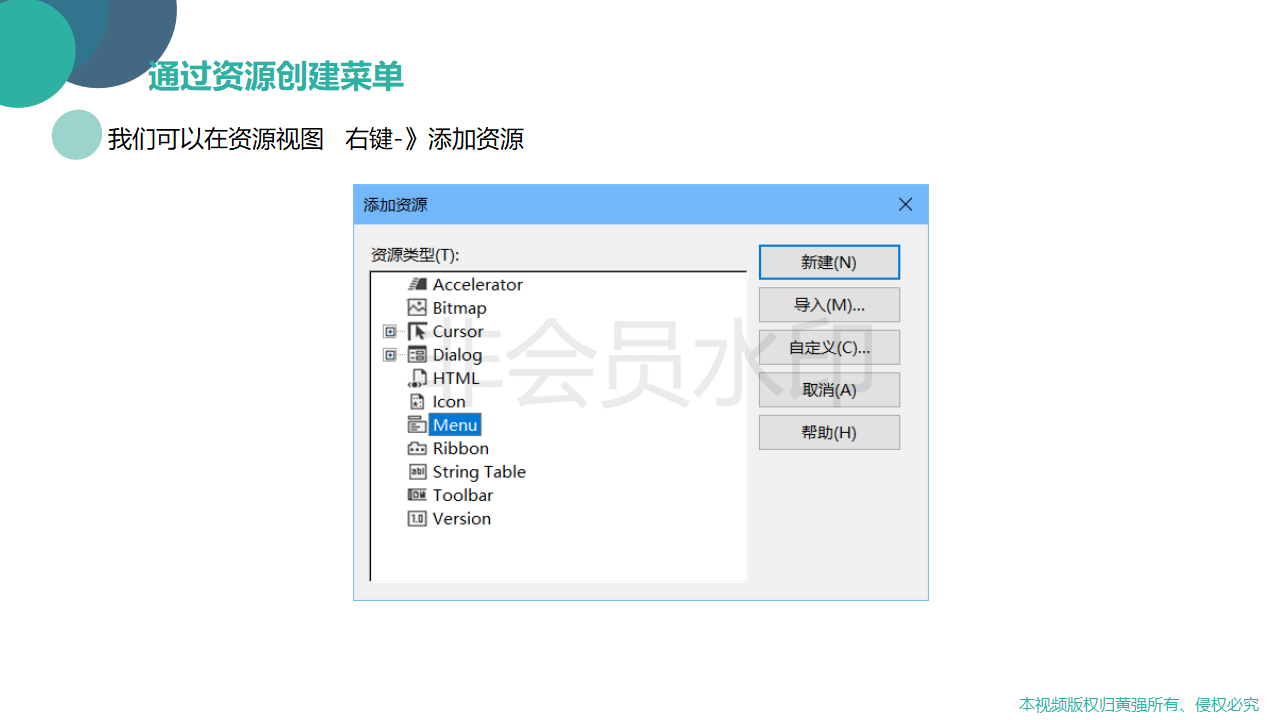 通过资源创建菜单
我们可以在资源视图 右键-》添加资源
添加资源
资源类型(T):
Accelerator
Bitmap
Cursor
Dialog
HTML
Icon
Menu
Ribbon
String Table
Toolbar
Version
新建(N)
导入(M)...
自定义(C)...
取消(A)
帮助(H)
非会员水印
本视频版权归黄强所有、侵权必究